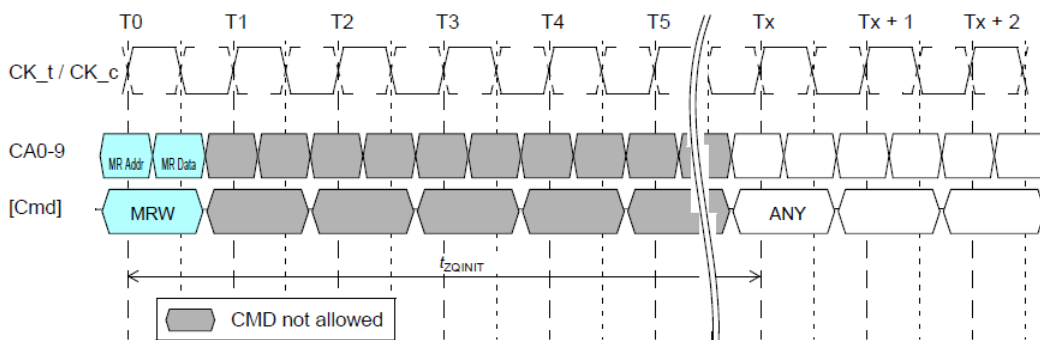 T0 T1 T2 T3 T4 T5 Tx Tx + 1 Tx + 2
CK_t / CK_c
CA0-9 MR Addr MR Data
[Cmd] MRW ANY
tZQINIT
CMD not allowed